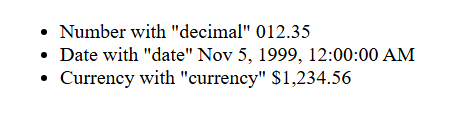 • Number with "decimal" 012.35
• Date with "date" Nov 5, 1999, 12:00:00 AM
• Currency with "currency" $1,234.56